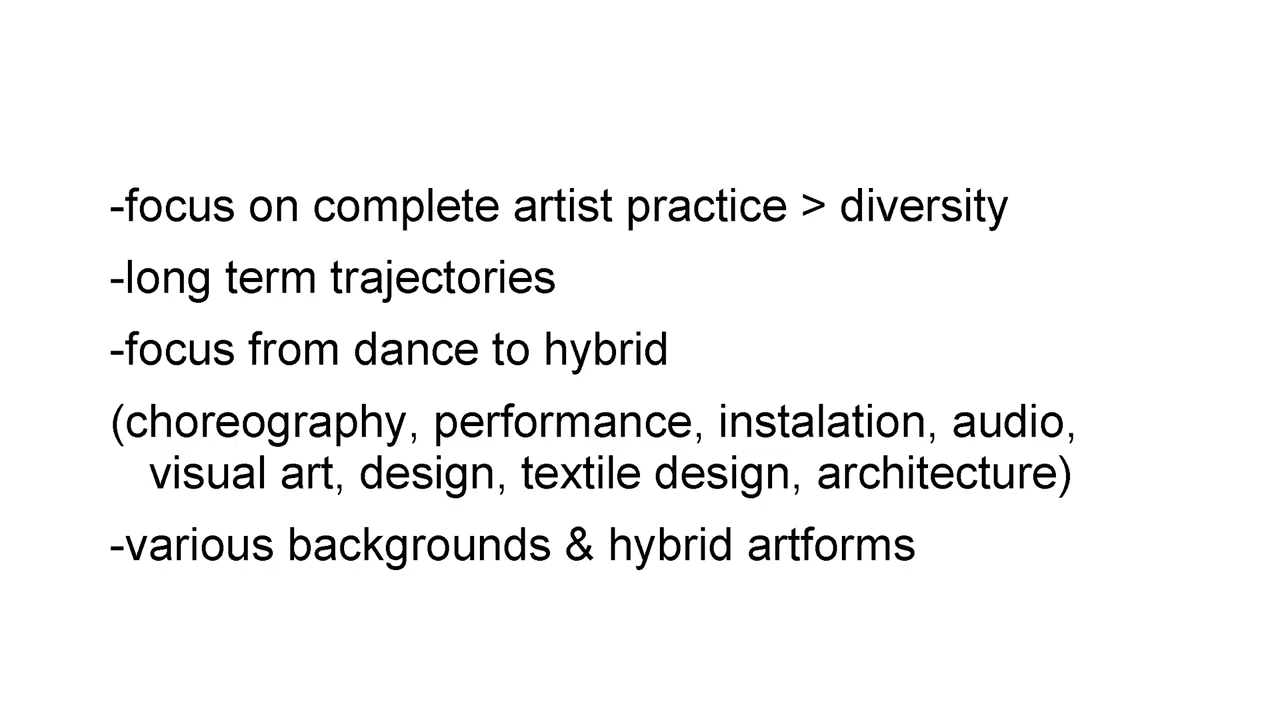 -focus on complete artist practice > diversity
-long term trajectories
-focus from dance to hybrid
(choreography, performance, instalation, audio,
visual art, design, textile design, architecture)
-various backgrounds & hybrid artforms